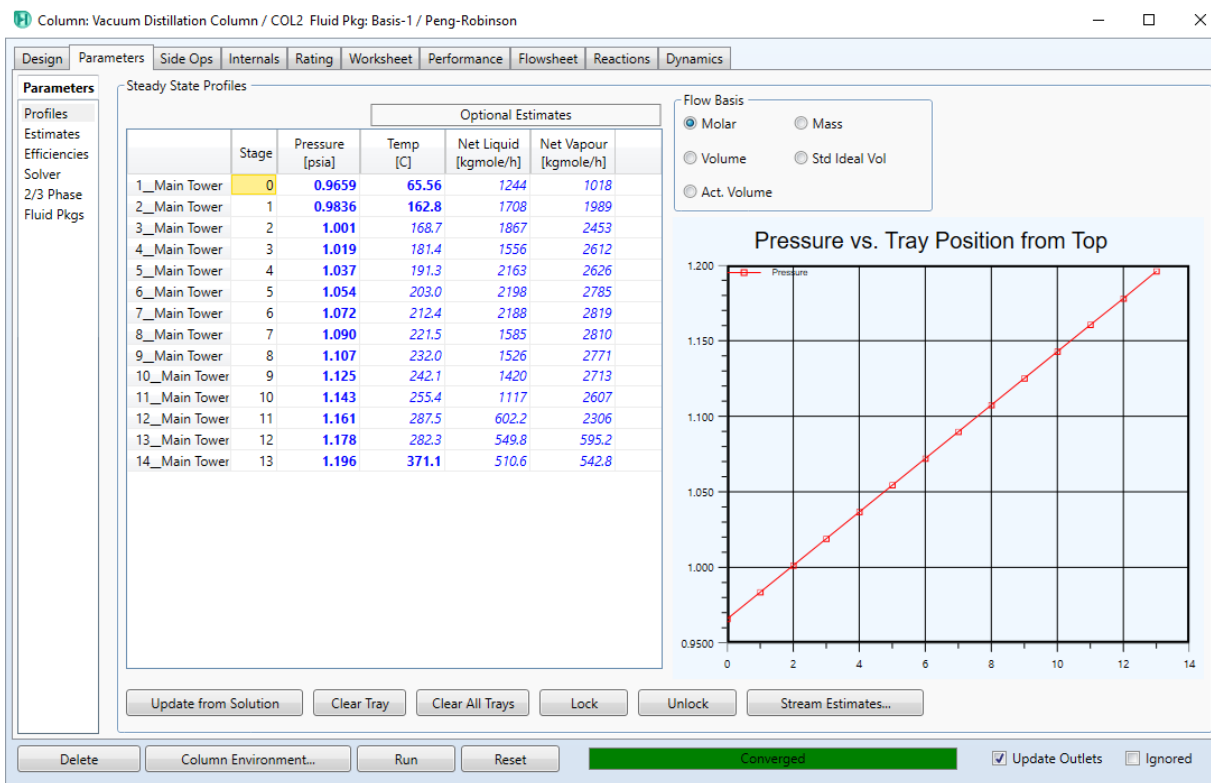 Column: Vacuum Distillation Column / COL2 Fluid Pkg: Basis-1 / Peng-Robinson
Design Parameters Side Ops Internals Rating Worksheet Performance Flowsheet Reactions Dynamics
Parameters
Profiles
Estimates
Efficiencies
Solver
2/3 Phase
Fluid Pkgs
Steady State Profiles
Optional Estimates
Stage Pressure [psia] Temp [C] Net Liquid [kgmole/h] Net Vapour [kgmole/h]
1__Main Tower 0 0.9659 65.56 1244 1018
2__Main Tower 1 0.9836 162.8 1708 1989
3__Main Tower 2 1.001 168.7 1867 2453
4__Main Tower 3 1.019 181.4 1556 2612
5__Main Tower 4 1.037 191.3 2163 2626
6__Main Tower 5 1.054 203.0 2198 2785
7__Main Tower 6 1.072 212.4 2188 2819
8__Main Tower 7 1.090 221.5 1585 2810
9__Main Tower 8 1.107 232.0 1526 2771
10__Main Tower 9 1.125 242.1 1420 2713
11__Main Tower 10 1.143 255.4 1117 2607
12__Main Tower 11 1.161 287.5 602.2 2306
13__Main Tower 12 1.178 282.3 549.8 595.2
14__Main Tower 13 1.196 371.1 510.6 542.8
Flow Basis
Molar Mass
Volume Std Ideal Vol
Act. Volume
Pressure vs. Tray Position from Top
Pressure
1.200
1.150
1.100
1.050
1.000
0.9500
0 2 4 6 8 10 12 14
Update from Solution Clear Tray Clear All Trays Lock Unlock Stream Estimates...
Delete Column Environment... Run Reset Converged Update Outlets Ignored